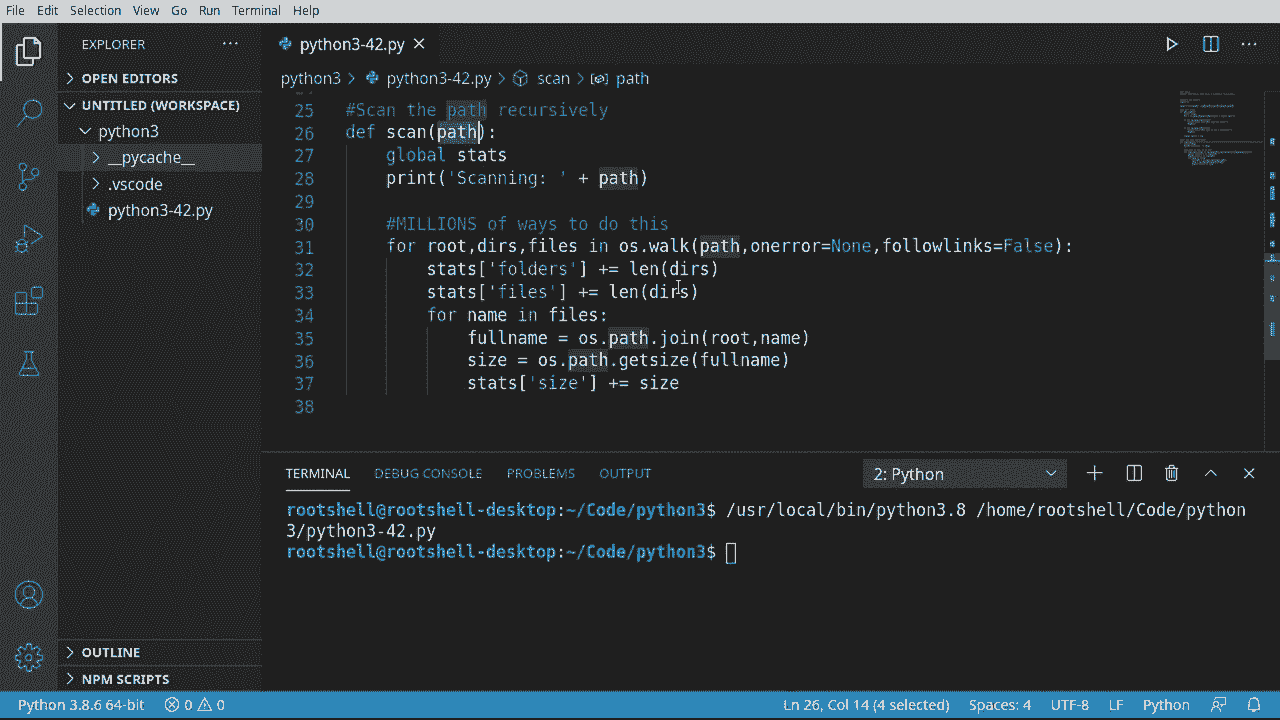 File Edit Selection View Go Run Terminal Help
EXPLORER ...
python3-42.py ×
OPEN EDITORS
UNTITLED (WORKSPACE)
python3
__pycache__
.vscode
python3-42.py
OUTLINE
NPM SCRIPTS
python3 > python3-42.py > scan > path
25 #Scan the path recursively
26 def scan(path):
27 global stats
28 print('Scanning: ' + path)
29
30 #MILLIONS of ways to do this
31 for root,dirs,files in os.walk(path,onerror=None,followlinks=False):
32 stats['folders'] += len(dirs)
33 stats['files'] += len(dirs)
34 for name in files:
35 fullname = os.path.join(root,name)
36 size = os.path.getsize(fullname)
37 stats['size'] += size
38
TERMINAL DEBUG CONSOLE PROBLEMS OUTPUT 2: Python
rootshell@rootshell-desktop:~/Code/python3$ /usr/local/bin/python3.8 /home/rootshell/Code/python
3/python3-42.py
rootshell@rootshell-desktop:~/Code/python3$
Python 3.8.6 64-bit 0 0 Ln 26, Col 14 (4 selected) Spaces: 4 UTF-8 LF Python